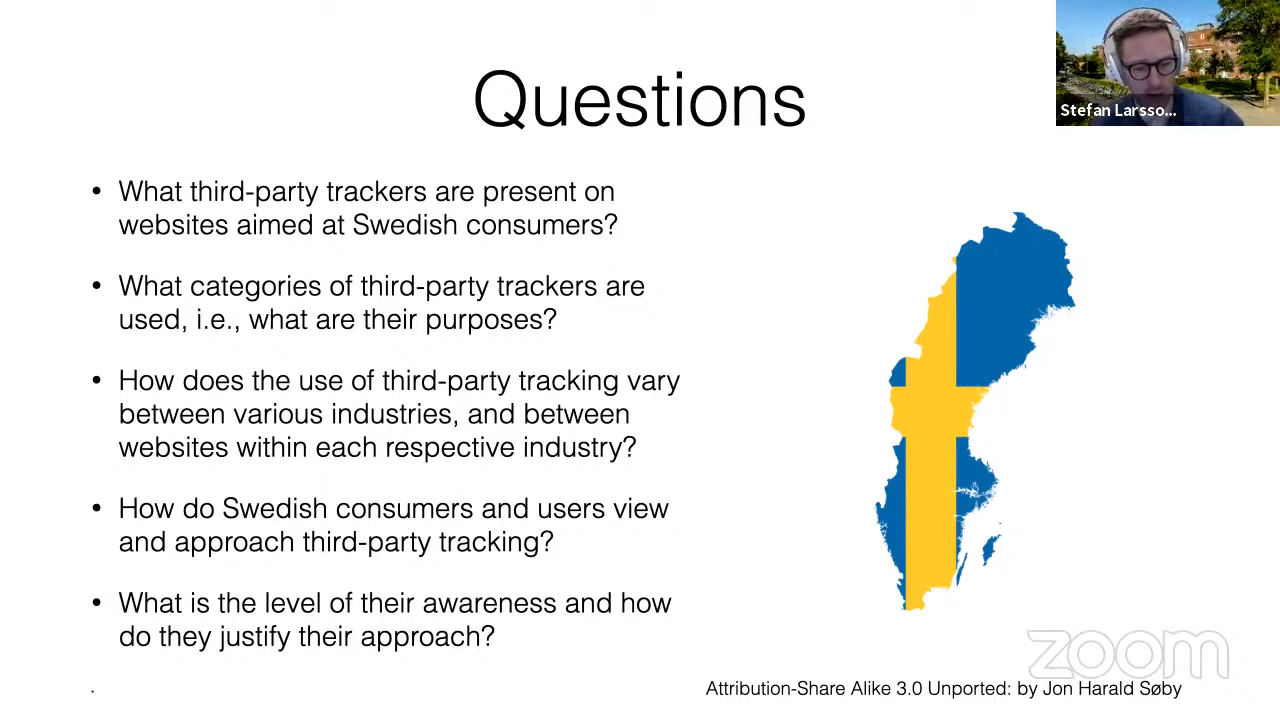 Questions
Stefan Larsso...
• What third-party trackers are present on
websites aimed at Swedish consumers?
• What categories of third-party trackers are
used, i.e., what are their purposes?
• How does the use of third-party tracking vary
between various industries, and between
websites within each respective industry?
• How do Swedish consumers and users view
and approach third-party tracking?
• What is the level of their awareness and how
do they justify their approach?
zoom
.
Attribution-Share Alike 3.0 Unported: by Jon Harald Søby